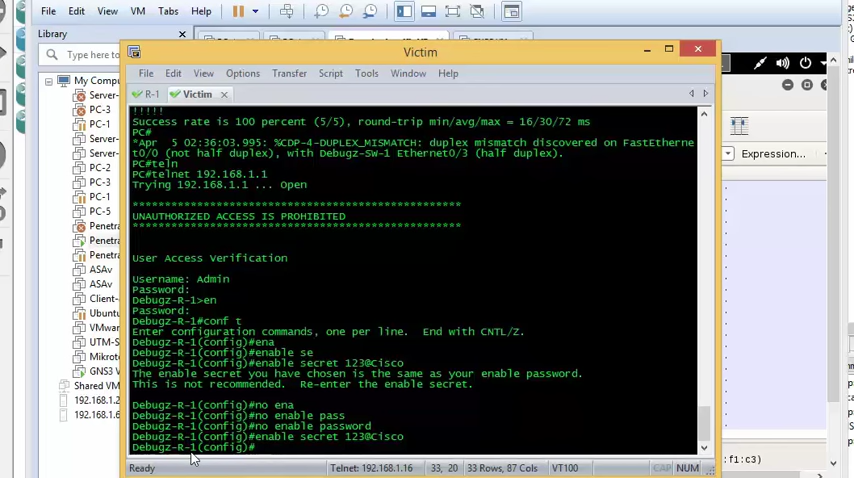 File Edit View VM Tabs Help
Library
Type here to
My Compu
Server-
PC-3
PC-1
Server-
Server-
PC-2
PC-3
PC-1
PC-5
Penetra
Penetra
Penetra
ASAv
ASAv
Client-
Ubuntu
VMwar
UTM-S
Mikrot
GNS3 V
Shared VM
192.168.1.2
192.168.1.6
Victim
File Edit View Options Transfer Script Tools Window Help
R-1 Victim
!!!!!
Success rate is 100 percent (5/5), round-trip min/avg/max = 16/30/72 ms
PC#
*Apr  5 02:36:03.995: %CDP-4-DUPLEX_MISMATCH: duplex mismatch discovered on FastEtherne
t0/0 (not half duplex), with Debugz-SW-1 Ethernet0/3 (half duplex).
PC#teln
PC#telnet 192.168.1.1
Trying 192.168.1.1 ... Open
**************************************************
UNAUTHORIZED ACCESS IS PROHIBITED
**************************************************
User Access Verification
Username: Admin
Password:
Debugz-R-1>en
Password:
Debugz-R-1#conf t
Enter configuration commands, one per line.  End with CNTL/Z.
Debugz-R-1(config)#ena
Debugz-R-1(config)#enable se
Debugz-R-1(config)#enable secret 123@Cisco
The enable secret you have chosen is the same as your enable password.
This is not recommended.  Re-enter the enable secret.
Debugz-R-1(config)#no ena
Debugz-R-1(config)#no enable pass
Debugz-R-1(config)#no enable password
Debugz-R-1(config)#enable secret 123@Cisco
Debugz-R-1(config)#
Ready Telnet: 192.168.1.16 33, 20 33 Rows, 87 Cols VT100 CAP NUM
Expression...
:f1:c3)